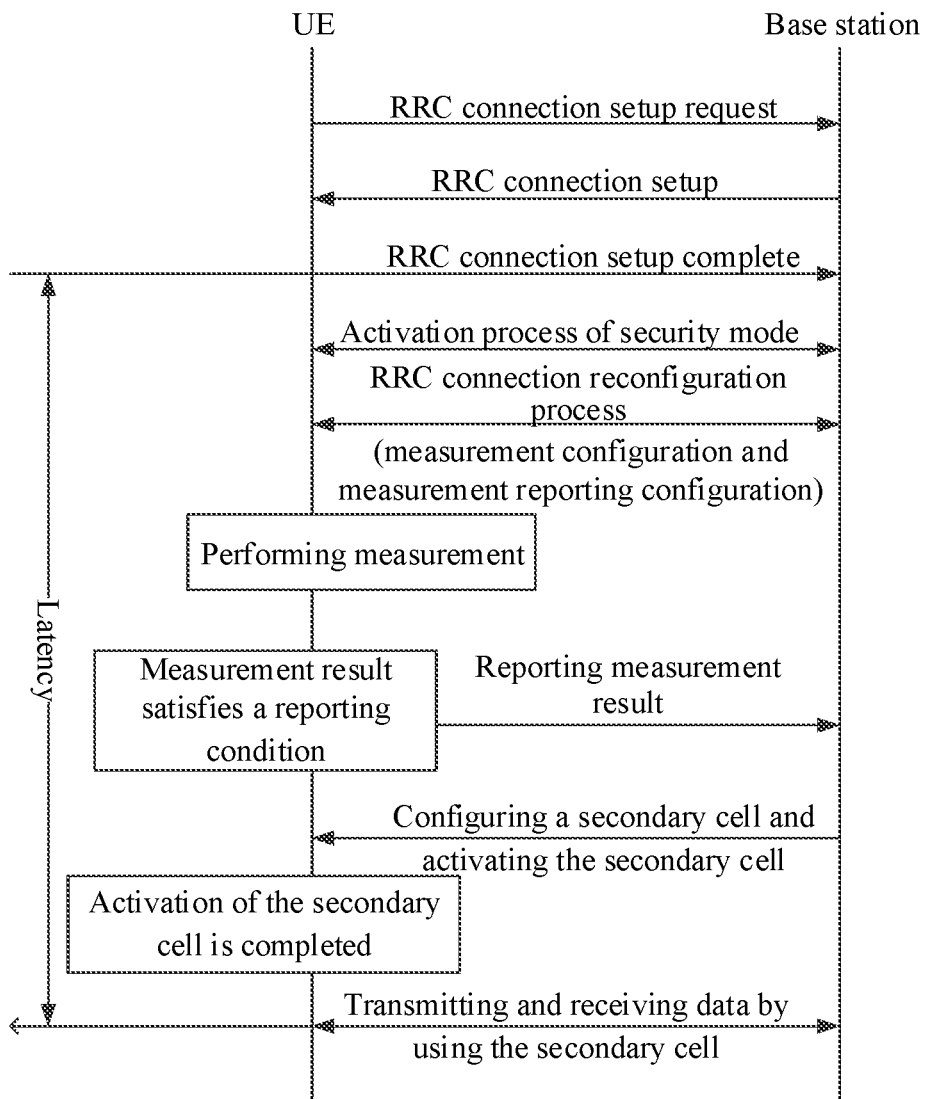 UE
Base station
RRC connection setup request
RRC connection setup
RRC connection setup complete
Activation process of security mode
RRC connection reconfiguration
process
(measurement configuration and
measurement reporting configuration)
Performing measurement
Latency
Measurement result
satisfies a reporting
condition
Reporting measurement
result
Configuring a secondary cell and
activating the secondary cell
Activation of the secondary
cell is completed
Transmitting and receiving data by
using the secondary cell